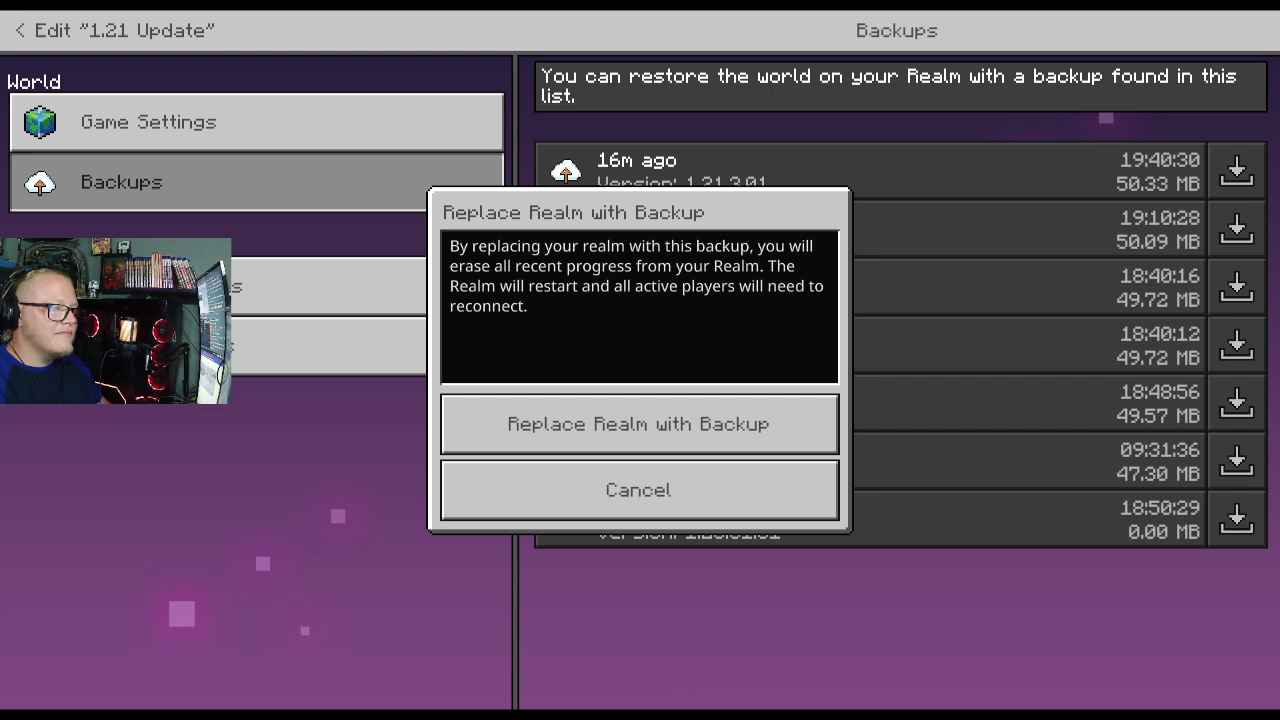 Edit "1.21 Update"
Backups
World
Game Settings
Backups
You can restore the world on your Realm with a backup found in this
list.
16m ago
19:40:30
Version: 1.21.3.01
50.33 MB
19:10:28
50.09 MB
18:40:16
49.72 MB
18:40:12
49.72 MB
18:48:56
49.57 MB
09:31:36
47.30 MB
18:50:29
0.00 MB
Replace Realm with Backup
By replacing your realm with this backup, you will
erase all recent progress from your Realm. The
Realm will restart and all active players will need to
reconnect.
Replace Realm with Backup
Cancel